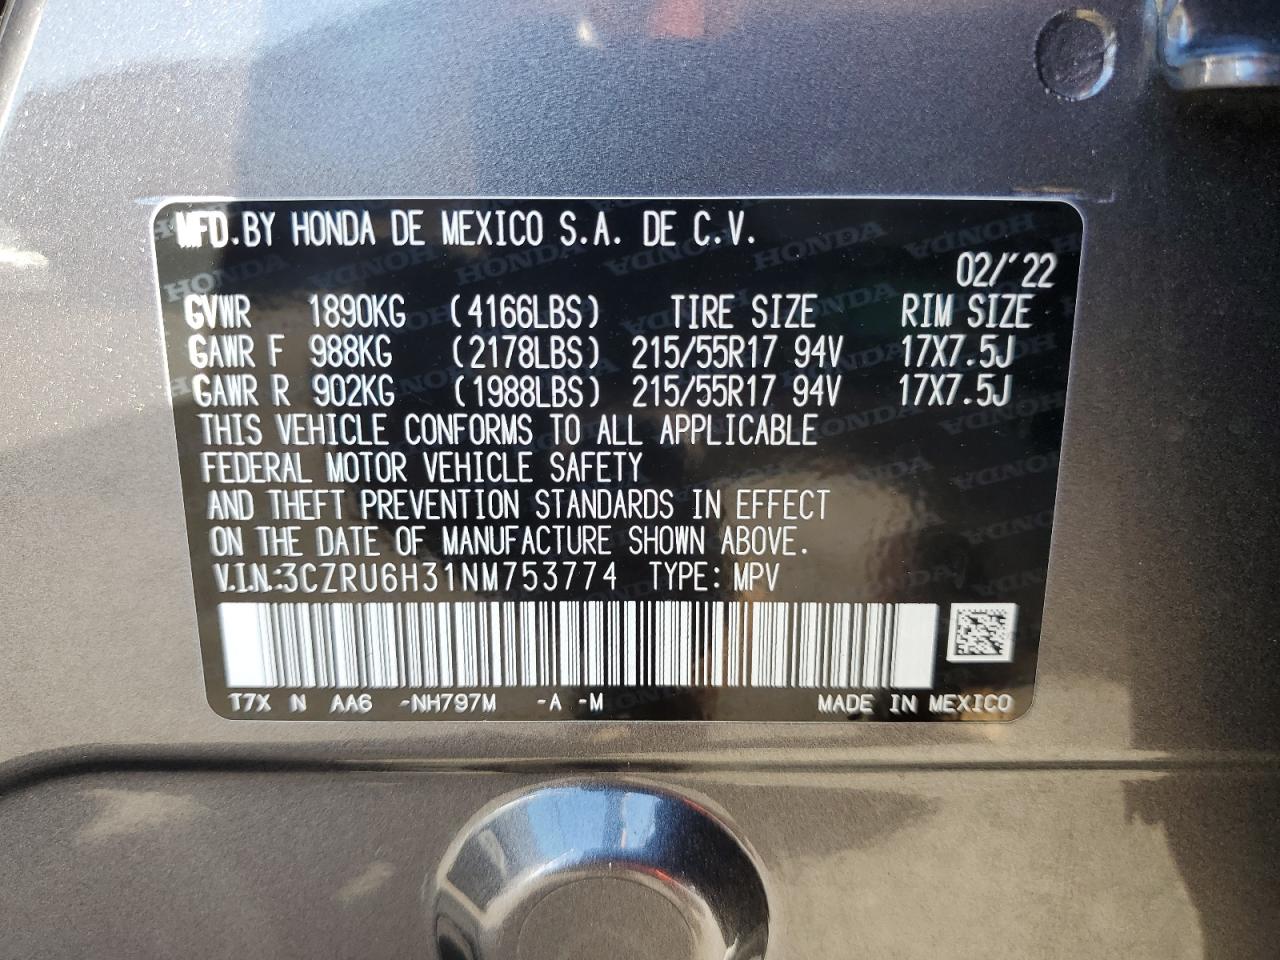 MFD.BY HONDA DE MEXICO S.A. DE C.V.
02/'22
GVWR 1890KG (4166LBS) TIRE SIZE RIM SIZE
GAWR F 988KG (2178LBS) 215/55R17 94V 17X7.5J
GAWR R 902KG (1988LBS) 215/55R17 94V 17X7.5J
THIS VEHICLE CONFORMS TO ALL APPLICABLE
FEDERAL MOTOR VEHICLE SAFETY
AND THEFT PREVENTION STANDARDS IN EFFECT
ON THE DATE OF MANUFACTURE SHOWN ABOVE.
V.I.N.:3CZRU6H31NM753774 TYPE: MPV
T7X N AA6 -NH797M -A -M MADE IN MEXICO